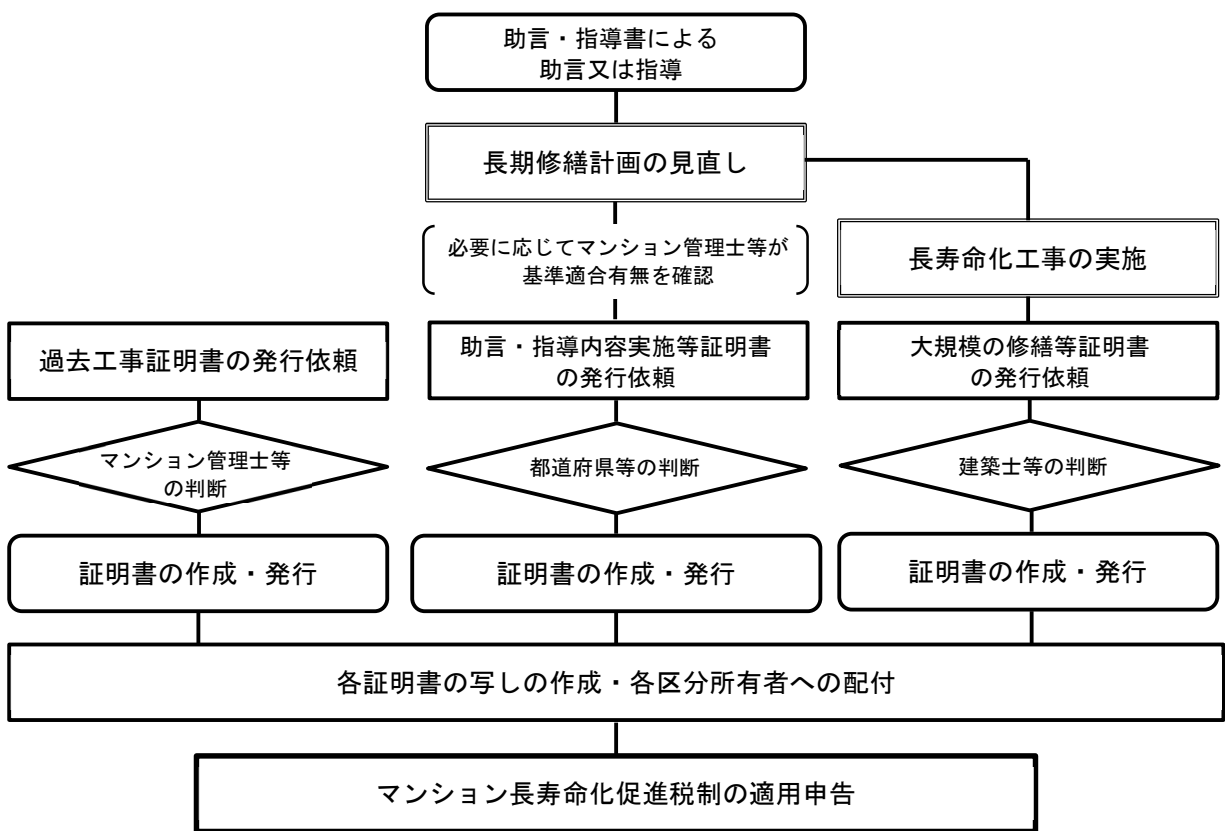 助言・指導書による
助言又は指導
長期修繕計画の見直し
必要に応じてマンション管理士等が
基準適合有無を確認
長寿命化工事の実施
過去工事証明書の発行依頼
助言・指導内容実施等証明書
の発行依頼
大規模の修繕等証明書
の発行依頼
マンション管理士等
の判断
都道府県等の判断
建築士等の判断
証明書の作成・発行
証明書の作成・発行
証明書の作成・発行
各証明書の写しの作成・各区分所有者への配付
マンション長寿命化促進税制の適用申告